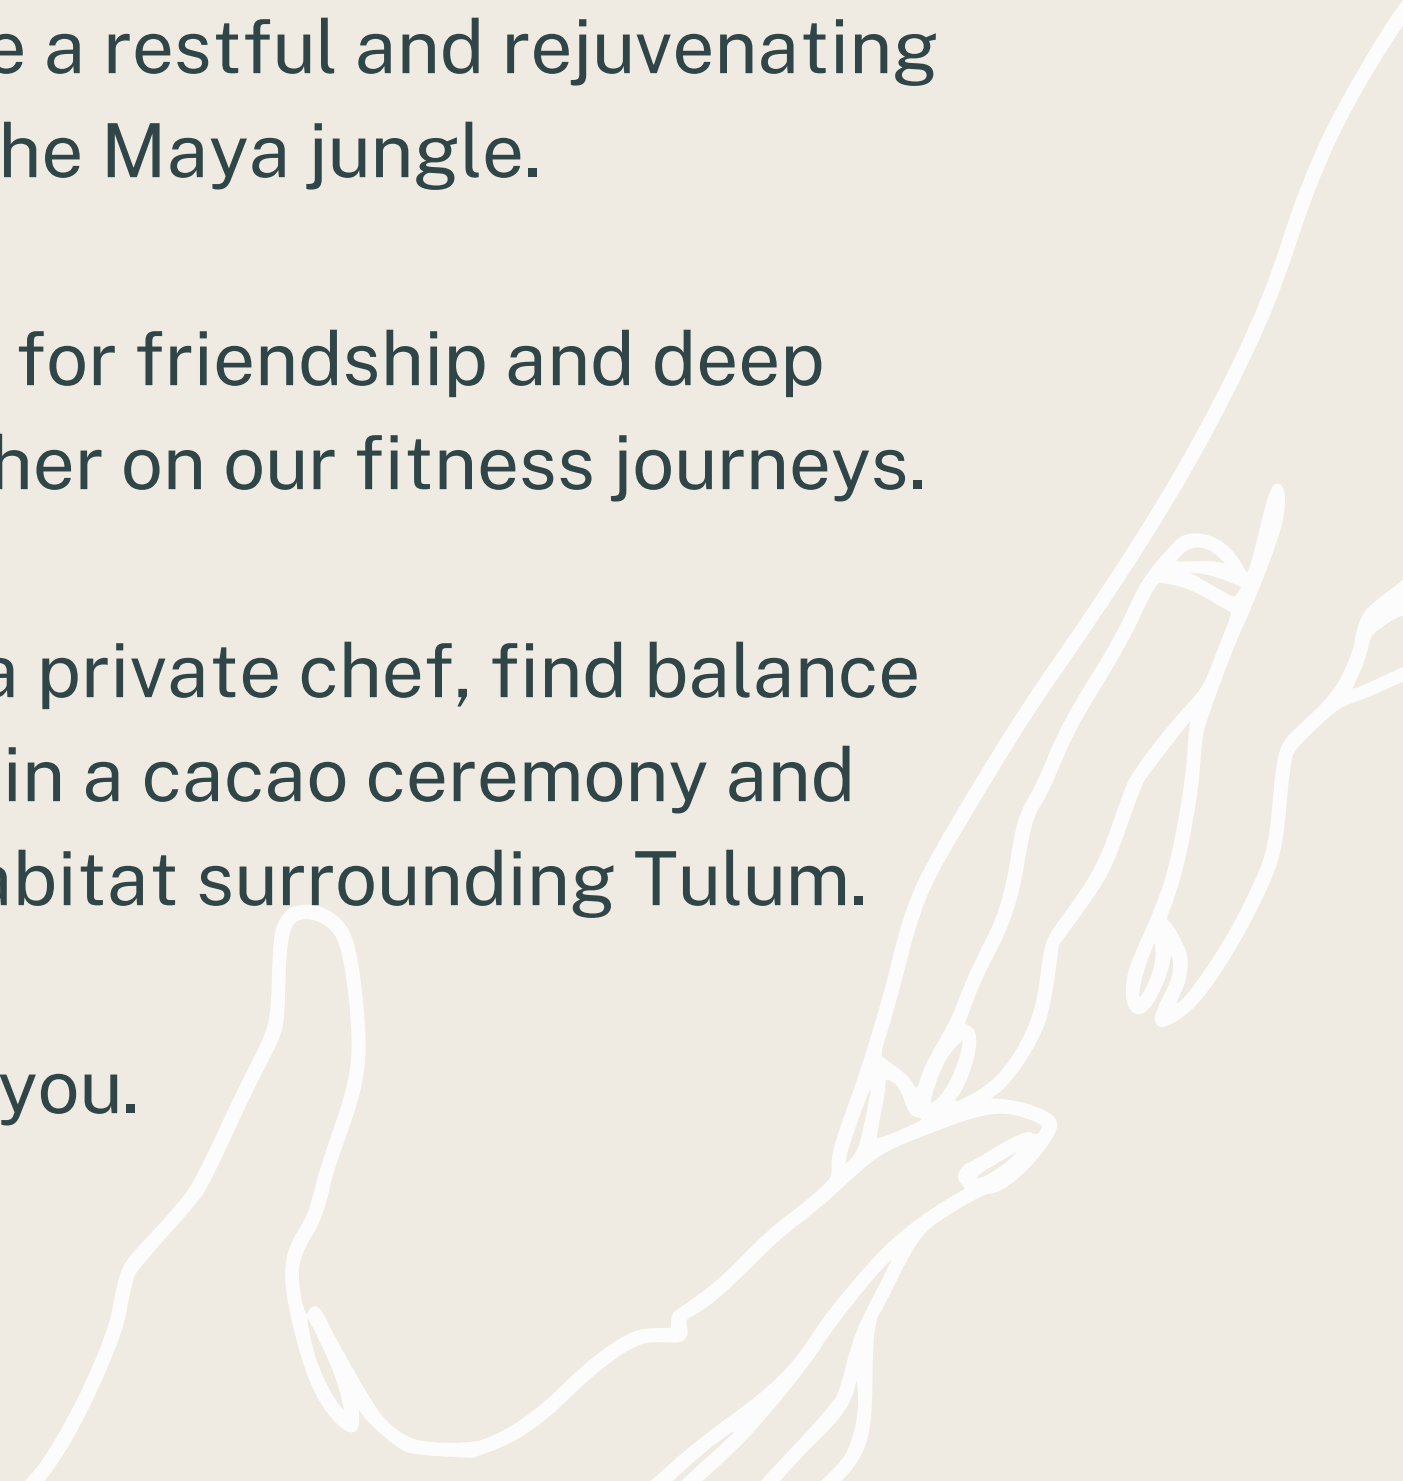 e a restful and rejuvenating
he Maya jungle.
for friendship and deep
her on our fitness journeys.
a private chef, find balance
in a cacao ceremony and
abitat surrounding Tulum.
you.